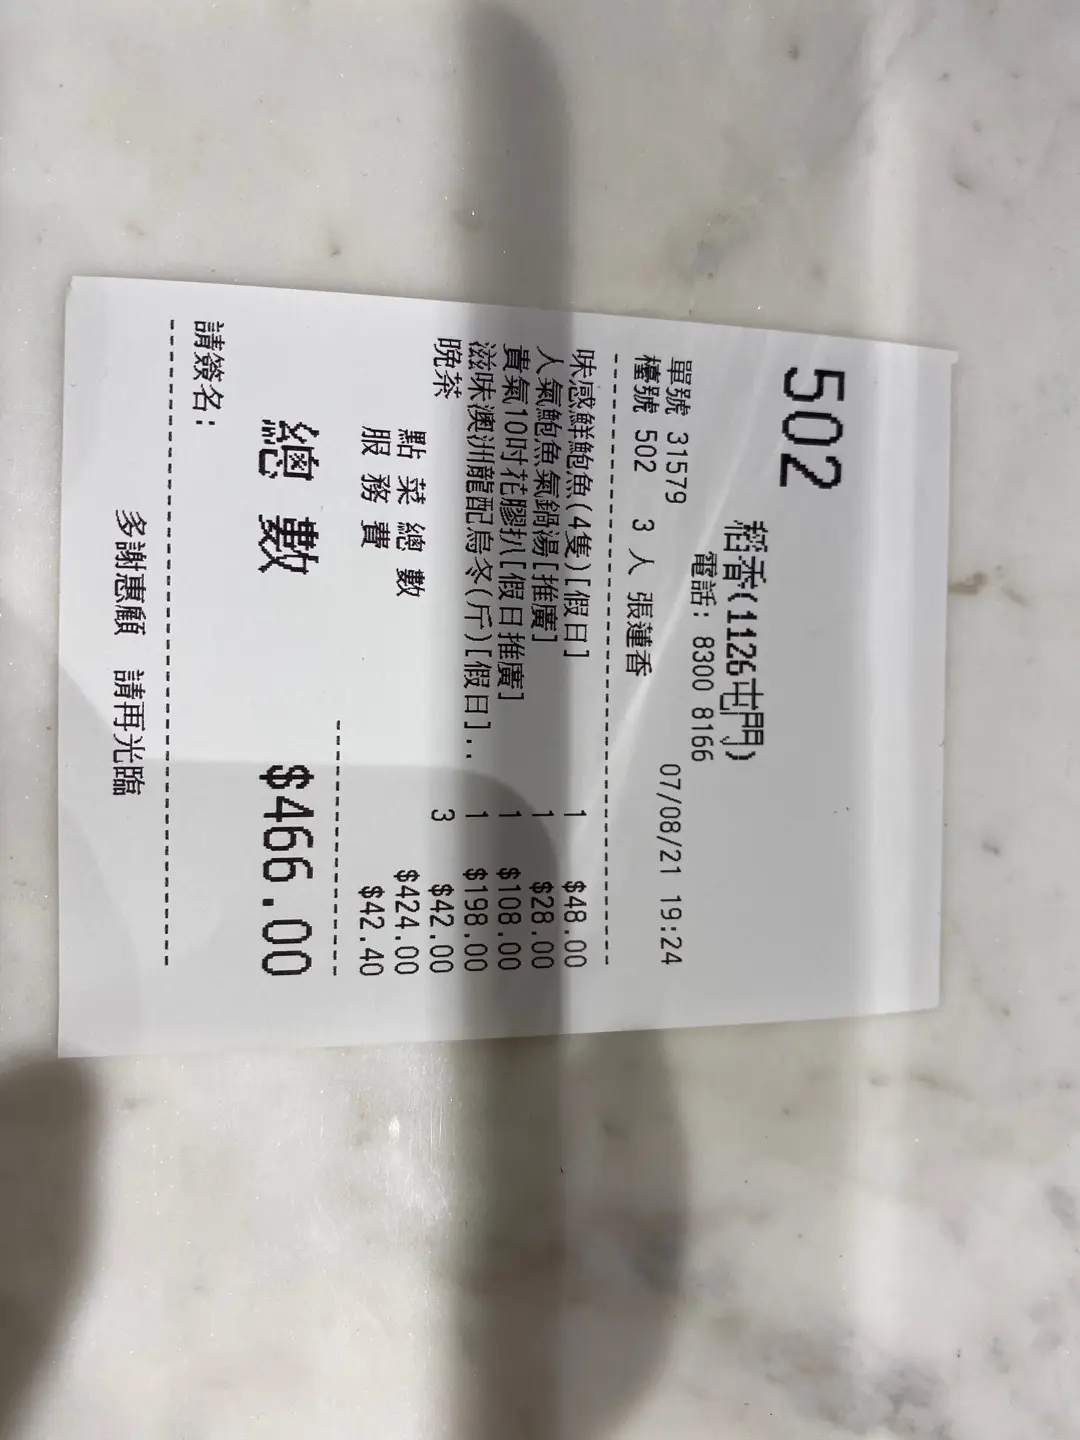 502
稻香(1126屯門)
電話: 8300 8166
單號 31579 07/08/21 19:24
檯號 502 3 人 張蓮香
味感鮮鮑魚(4隻)[假日] 1 $48.00
人氣鮑魚氣鍋湯[推廣] 1 $28.00
貴氣10吋花膠扒[假日推廣] 1 $108.00
滋味澳洲龍配烏冬(斤)[假日].. 1 $198.00
晚茶 3 $42.00
點菜總數 $424.00
服務費 $42.40
總數 $466.00
請簽名:
多謝惠顧 請再光臨